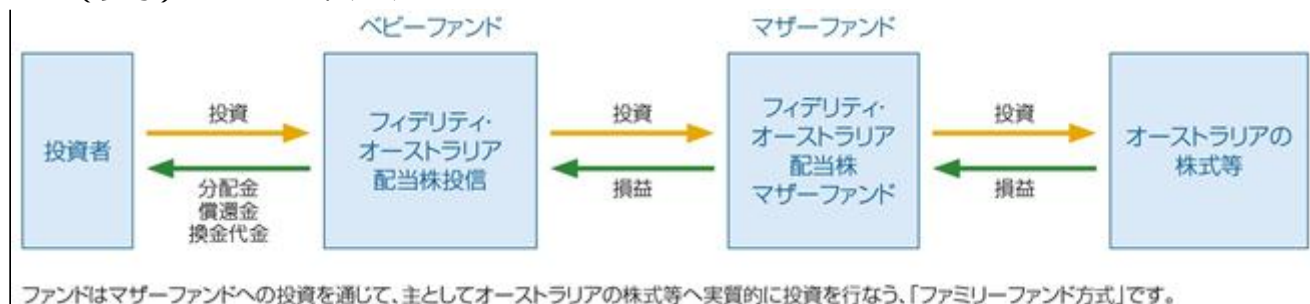 ベビーファンド
マザーファンド
投資者
投資
分配金
償還金
換金代金
フィデリティ・
オーストラリア
配当株投信
投資
損益
フィデリティ・
オーストラリア
配当株
マザーファンド
投資
損益
オーストラリアの
株式等
ファンドはマザーファンドへの投資を通じて、主としてオーストラリアの株式等へ実質的に投資を行なう、「ファミリーファンド方式」です。